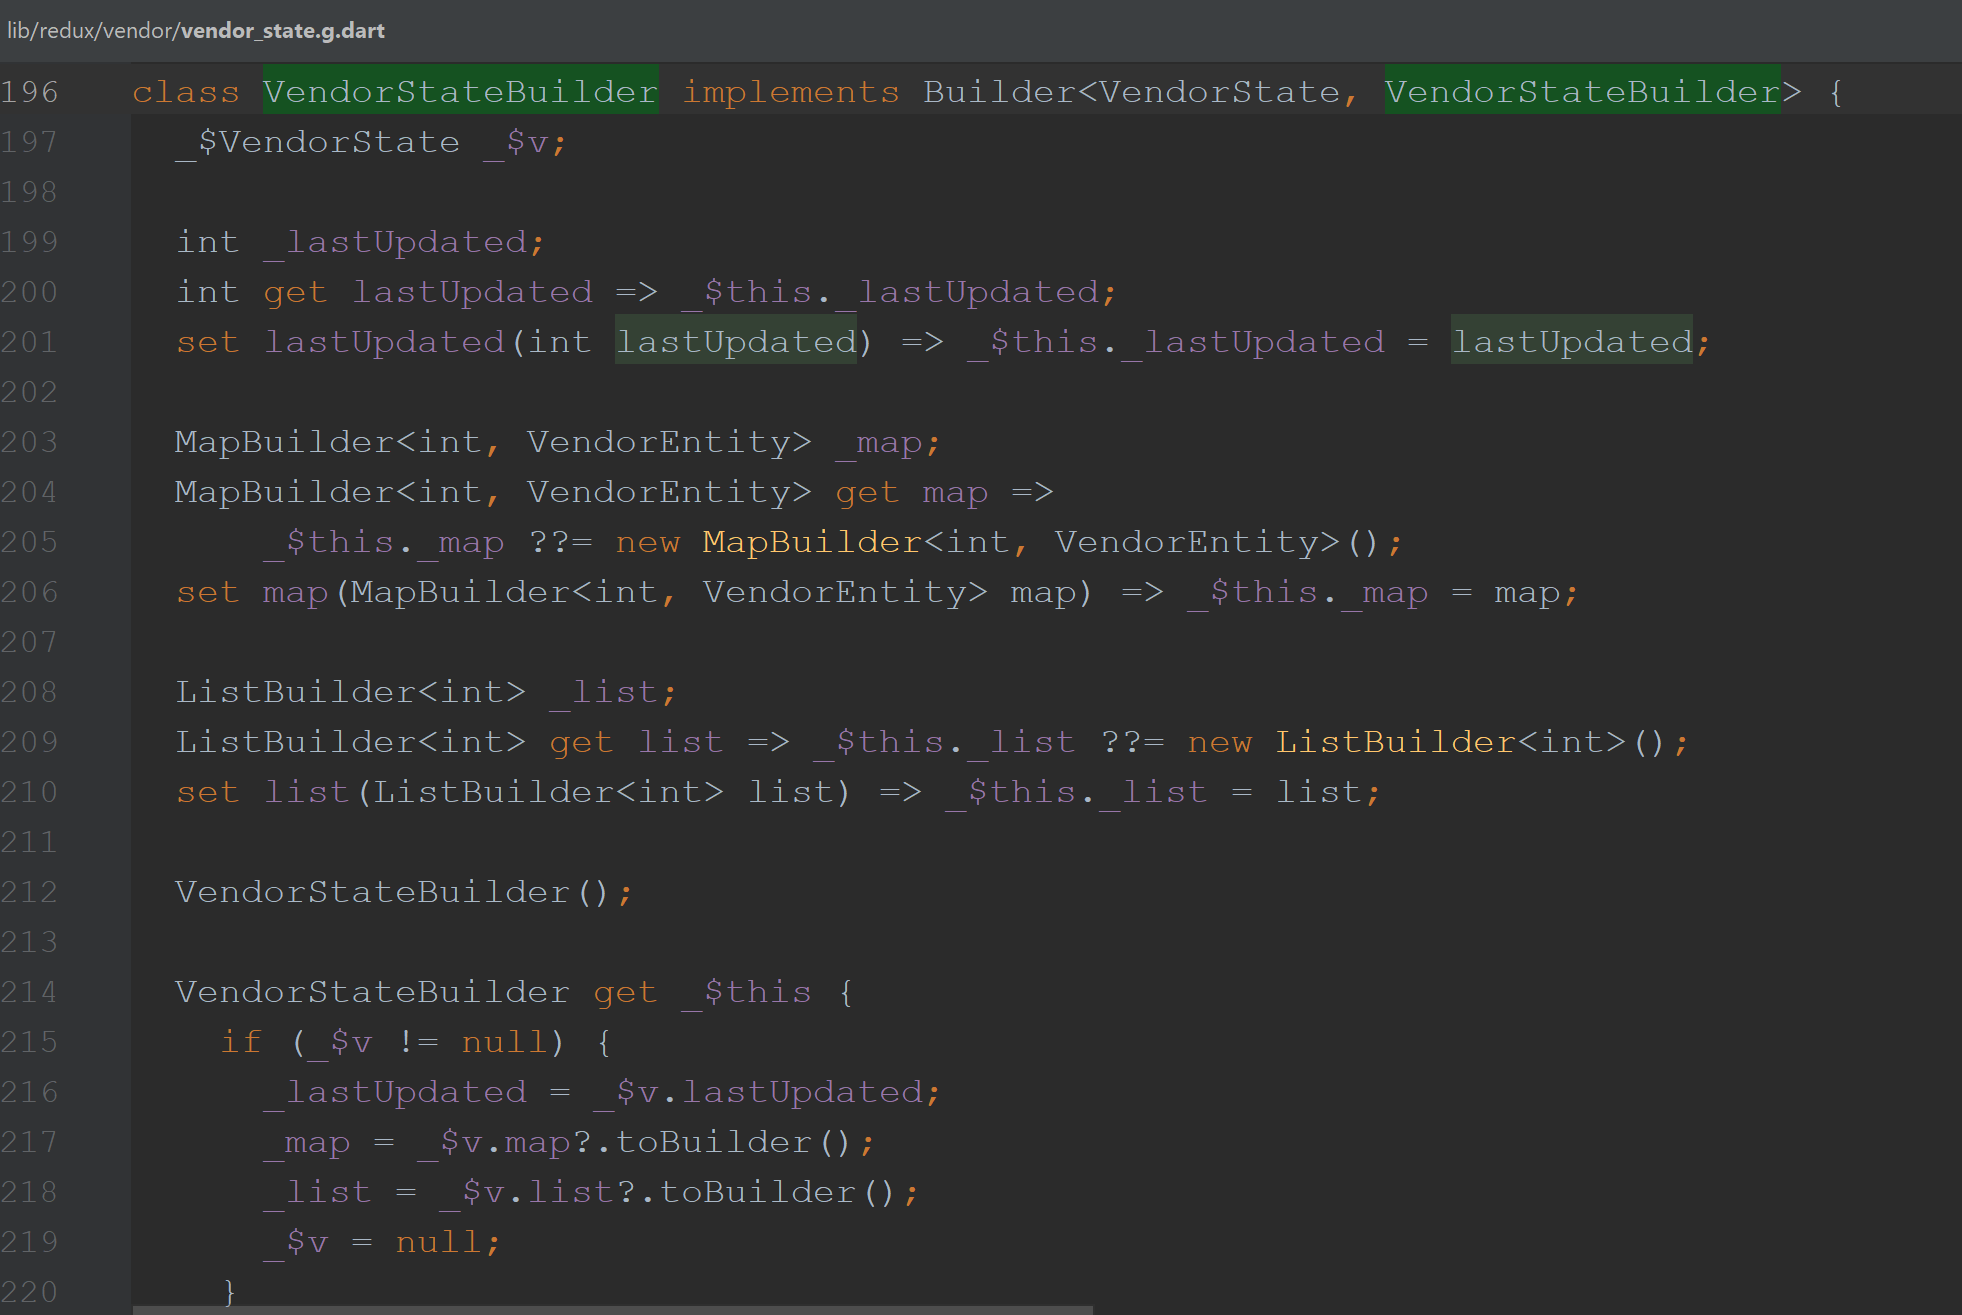 lib/redux/vendor/vendor_state.g.dart
196 class VendorStateBuilder implements Builder<VendorState, VendorStateBuilder> {
197   _$VendorState _$v;
198
199   int _lastUpdated;
200   int get lastUpdated => _$this._lastUpdated;
201   set lastUpdated(int lastUpdated) => _$this._lastUpdated = lastUpdated;
202
203   MapBuilder<int, VendorEntity> _map;
204   MapBuilder<int, VendorEntity> get map =>
205       _$this._map ??= new MapBuilder<int, VendorEntity>();
206   set map(MapBuilder<int, VendorEntity> map) => _$this._map = map;
207
208   ListBuilder<int> _list;
209   ListBuilder<int> get list => _$this._list ??= new ListBuilder<int>();
210   set list(ListBuilder<int> list) => _$this._list = list;
211
212   VendorStateBuilder();
213
214   VendorStateBuilder get _$this {
215     if (_$v != null) {
216       _lastUpdated = _$v.lastUpdated;
217       _map = _$v.map?.toBuilder();
218       _list = _$v.list?.toBuilder();
219       _$v = null;
220     }